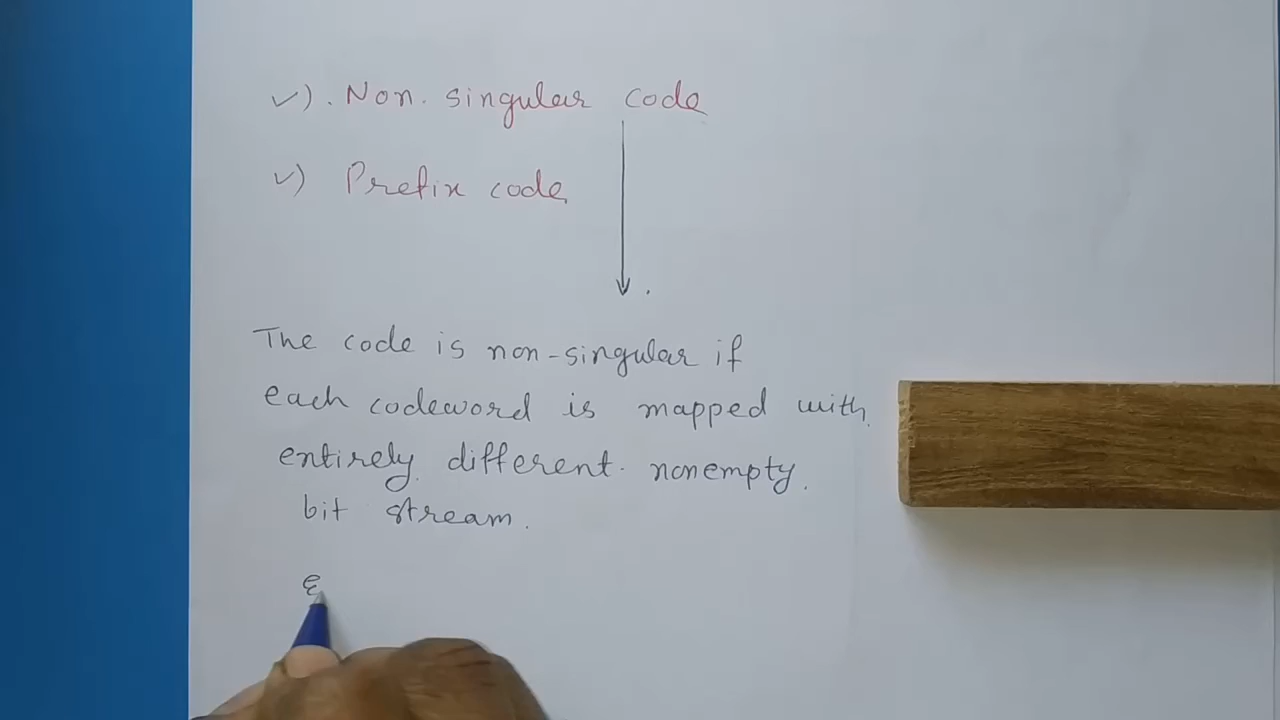 ✓). Non. singular code
✓) Prefix code
The code is non-singular if
each codeword is mapped with
entirely different. nonempty.
bit stream.
E